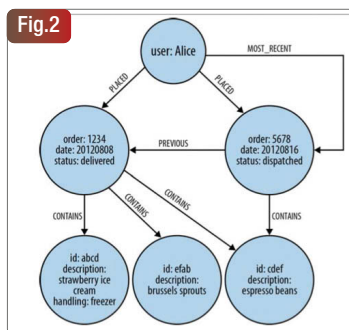 Fig.2
user: Alice
MOST_RECENT
PLACED
PLACED
order: 1234
date: 20120808
status: delivered
PREVIOUS
order: 5678
date: 20120816
status: dispatched
CONTAINS
CONTAINS
CONTAINS
CONTAINS
id: abcd
description:
strawberry ice
cream
handling: freezer
id: efab
description:
brussels sprouts
id: cdef
description:
espresso beans